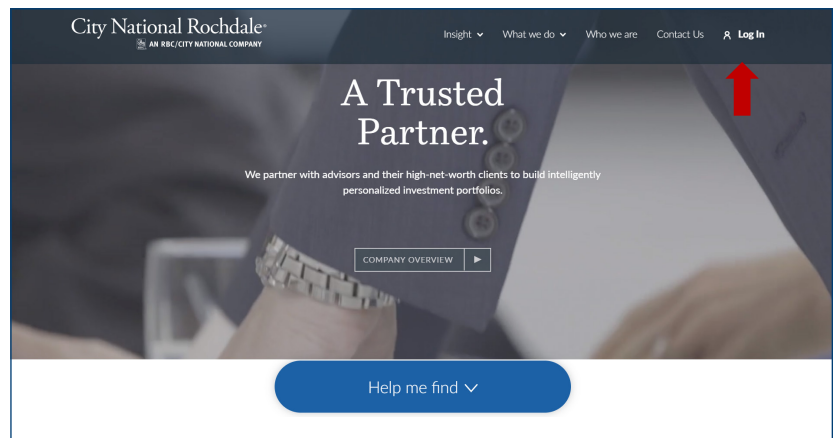 City National Rochdale®
AN RBC/CITY NATIONAL COMPANY
Insight What we do Who we are Contact Us Log In
A Trusted
Partner.
We partner with advisors and their high-net-worth clients to build intelligently
personalized investment portfolios.
COMPANY OVERVIEW
Help me find